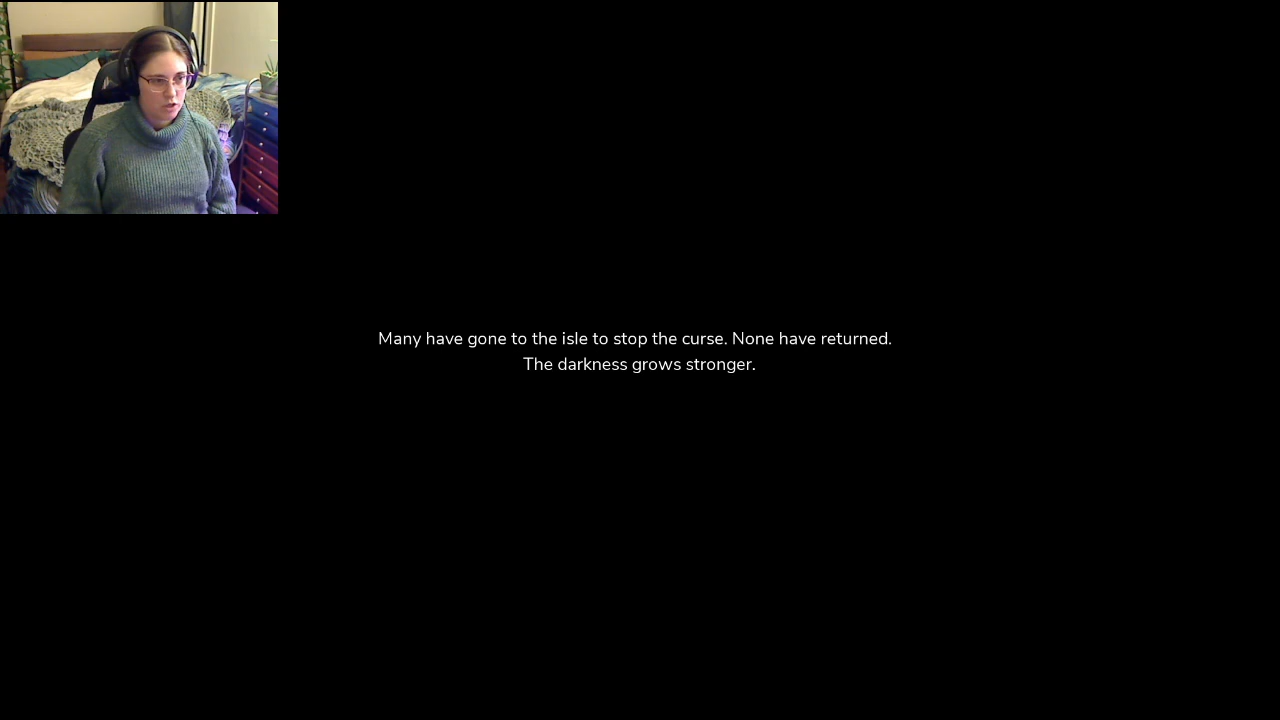 Many have gone to the isle to stop the curse. None have returned.
The darkness grows stronger.